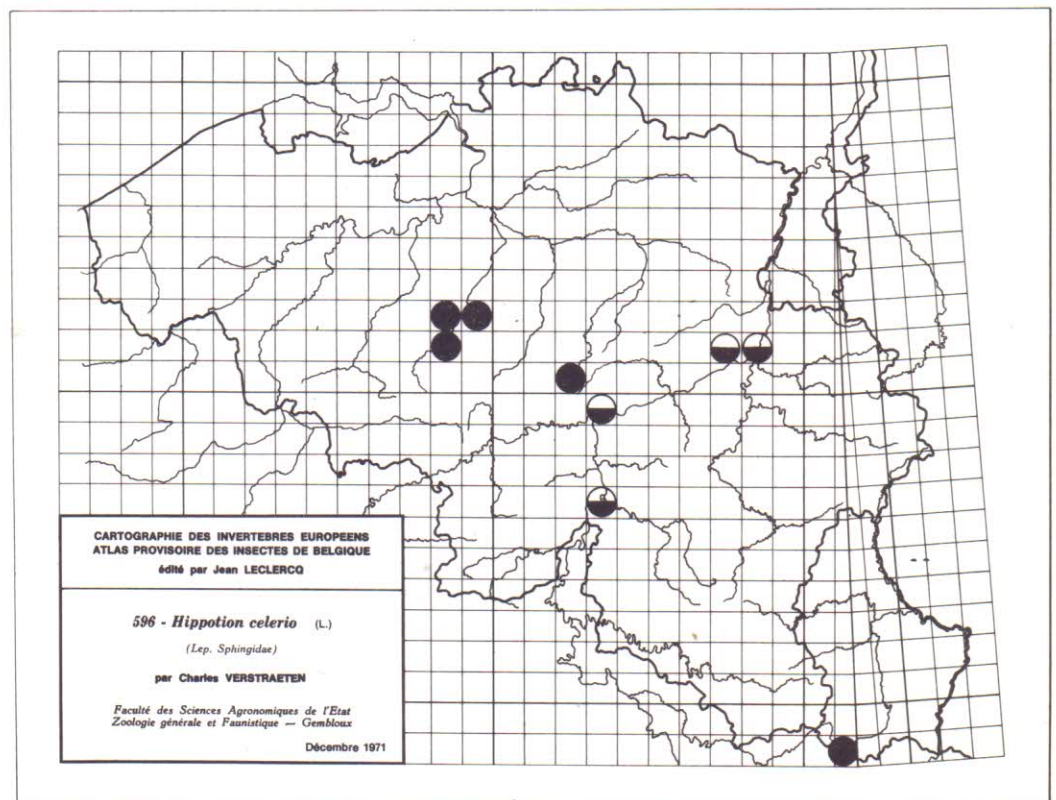 CARTOGRAPHIE DES INVERTEBRES EUROPEENS
ATLAS PROVISOIRE DES INSECTES DE BELGIQUE
édité par Jean LECLERCQ
596 - Hippotion celerio (L.)
(Lep. Sphingidae)
par Charles VERSTRAETEN
Faculté des Sciences Agronomiques de l'Etat
Zoologie générale et Faunistique — Gembloux
Décembre 1971